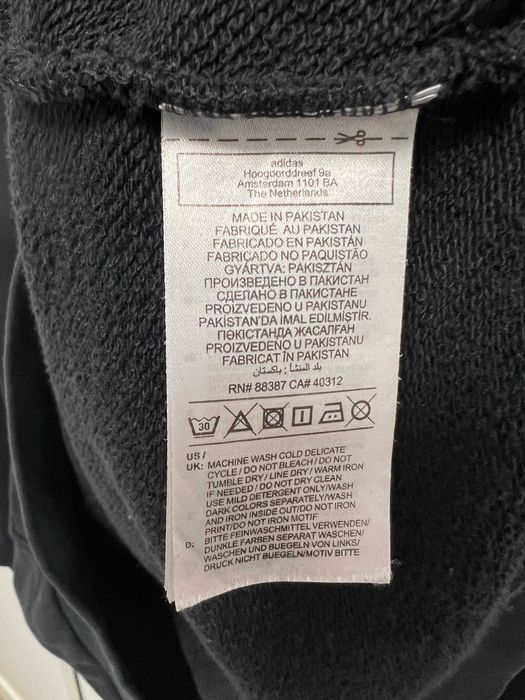 adidas
Hoogoorddreef 9a
Amsterdam 1101 BA
The Netherlands
MADE IN PAKISTAN
FABRIQUÉ AU PAKISTAN
FABRICADO EN PAKISTÁN
FABRICADO NO PAQUISTÃO
GYÁRTVA: PAKISZTÁN
ПРОИЗВЕДЕНО В ПАКИСТАН
СДЕЛАНО В ПАКИСТАНЕ
PROIZVEDENO U PAKISTANU
PAKİSTAN'DA İMAL EDİLMİŞTİR.
ПӘКІСТАНДА ЖАСАЛҒАН
PROIZVEDENO U PAKISTANU
FABRICAT ÎN PAKISTAN
بلد المنشأ : باكستان
RN# 88387 CA# 40312
30
US /
UK: MACHINE WASH COLD DELICATE
CYCLE / DO NOT BLEACH / DO NOT
TUMBLE DRY / LINE DRY / WARM IRON
IF NEEDED / DO NOT DRY CLEAN
USE MILD DETERGENT ONLY/WASH
DARK COLORS SEPARATELY/WASH
AND IRON INSIDE OUT/DO NOT IRON
PRINT/DO NOT IRON MOTIF
D: BITTE FEINWASCHMITTEL VERWENDEN/
DUNKLE FARBEN SEPARAT WASCHEN/
WASCHEN UND BUEGELN VON LINKS/
DRUCK NICHT BUEGELN/MOTIV BITTE